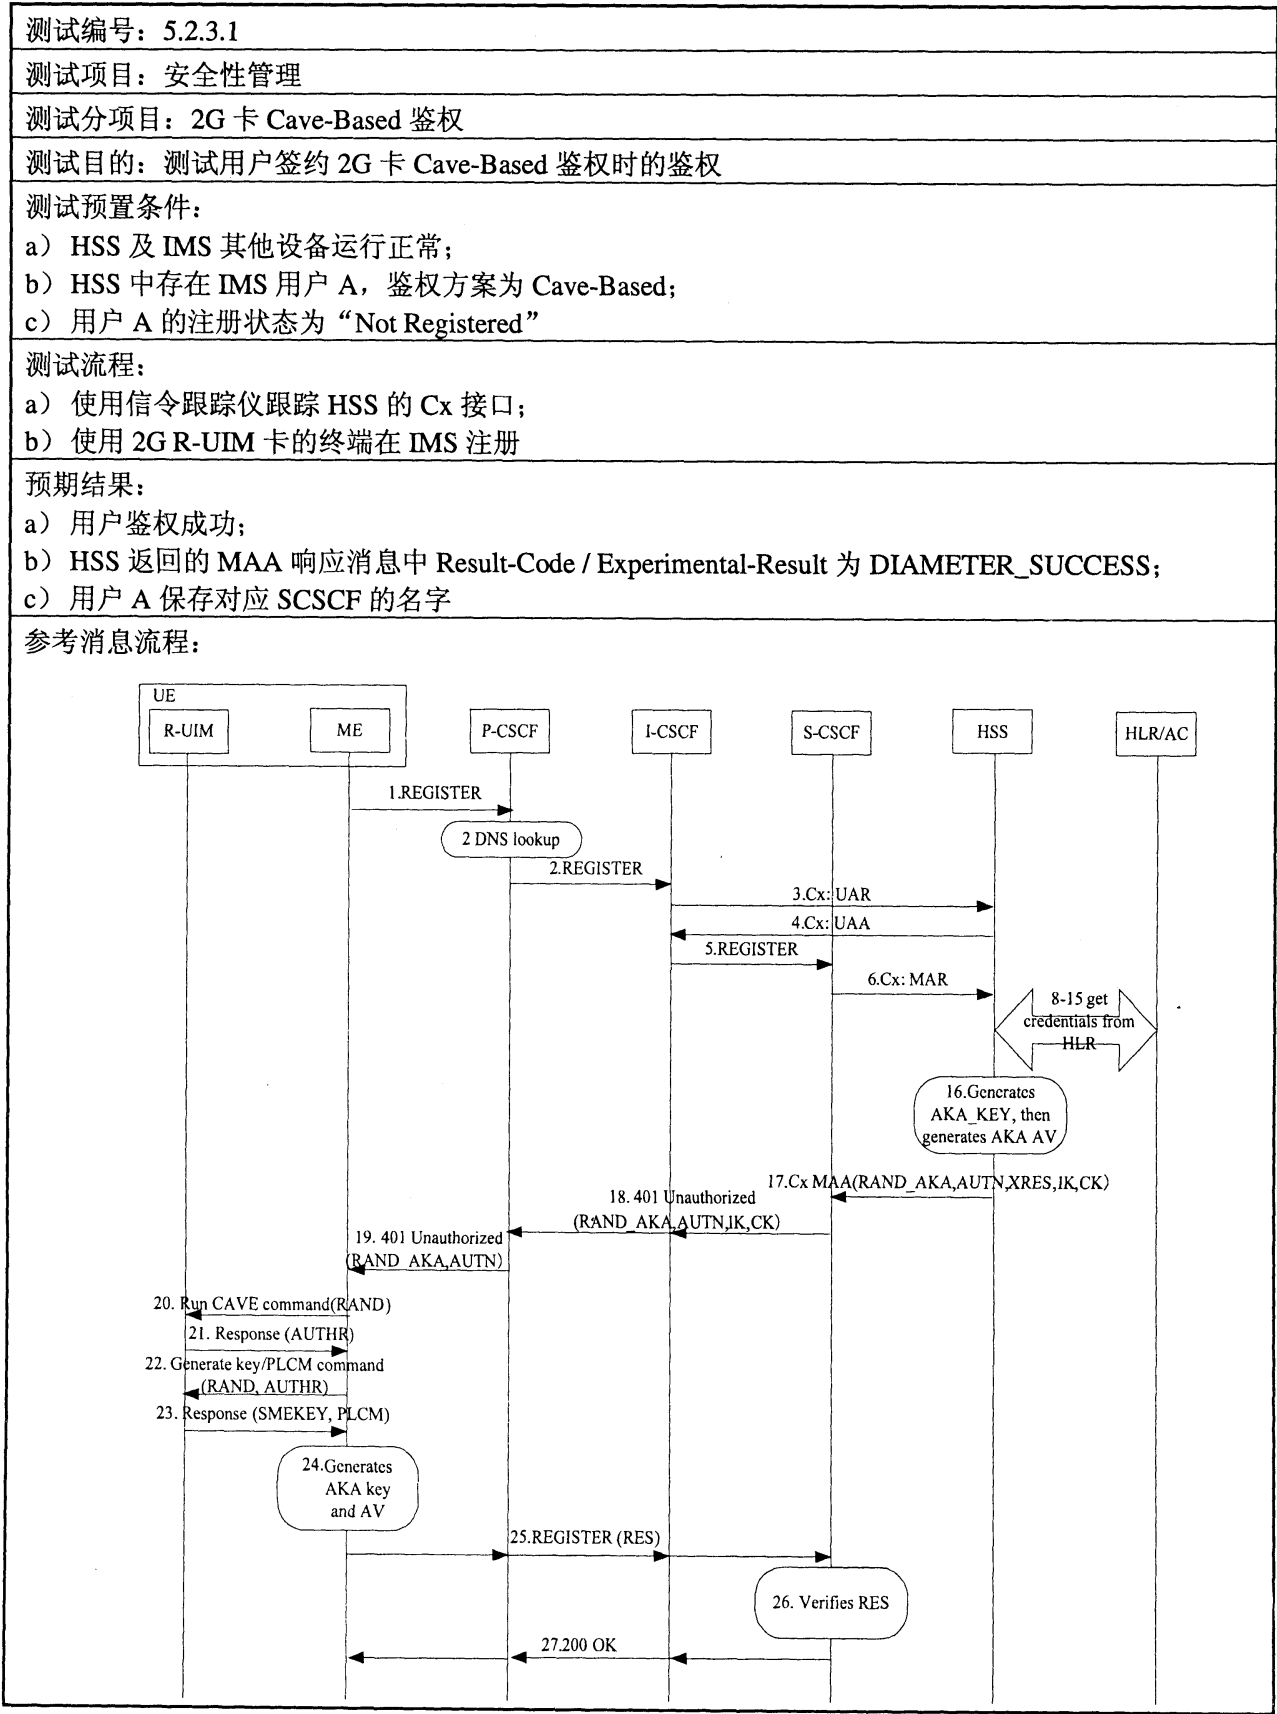 测试编号：5.2.3.1
测试项目：安全性管理
测试分项目：2G 卡 Cave-Based 鉴权
测试目的：测试用户签约 2G 卡 Cave-Based 鉴权时的鉴权
测试预置条件：
a） HSS 及 IMS 其他设备运行正常；
b） HSS 中存在 IMS 用户 A，鉴权方案为 Cave-Based；
c） 用户 A 的注册状态为“Not Registered”
测试流程：
a） 使用信令跟踪仪跟踪 HSS 的 Cx 接口；
b） 使用 2G R-UIM 卡的终端在 IMS 注册
预期结果：
a） 用户鉴权成功；
b） HSS 返回的 MAA 响应消息中 Result-Code / Experimental-Result 为 DIAMETER_SUCCESS；
c） 用户 A 保存对应 SCSCF 的名字
参考消息流程：
UE
R-UIM
ME
P-CSCF
I-CSCF
S-CSCF
HSS
HLR/AC
1.REGISTER
2 DNS lookup
2.REGISTER
3.Cx: UAR
4.Cx: UAA
5.REGISTER
6.Cx: MAR
8-15 get
credentials from
HLR
16.Generates
AKA_KEY, then
generates AKA AV
17.Cx MAA(RAND_AKA,AUTN,XRES,IK,CK)
18. 401 Unauthorized
(RAND_AKA,AUTN,IK,CK)
19. 401 Unauthorized
(RAND_AKA,AUTN)
20. Run CAVE command(RAND)
21. Response (AUTHR)
22. Generate key/PLCM command
(RAND, AUTHR)
23. Response (SMEKEY, PLCM)
24.Generates
AKA key
and AV
25.REGISTER (RES)
26. Verifies RES
27.200 OK